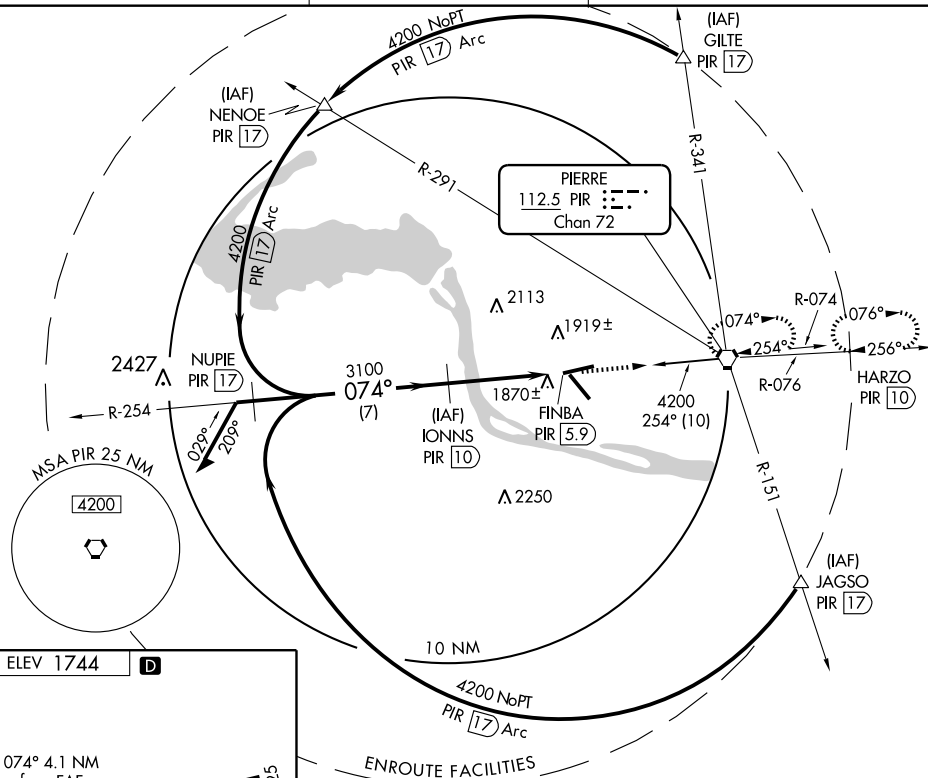 4200 NoPT
PIR 17 Arc
(IAF)
GILTE
PIR 17
(IAF)
NENOE
PIR 17
R-341
R-291
PIERRE
112.5 PIR
Chan 72
4200
PIR 17 Arc
2113
1919±
R-074
074°
254°
076°
256°
R-076
HARZO
PIR 10
2427
NUPIE
PIR 17
3100
074°
(7)
1870±
R-254
029°
209°
(IAF)
IONNS
PIR 10
FINBA
PIR 5.9
4200
254° (10)
MSA PIR 25 NM
4200
2250
R-151
(IAF)
JAGSO
PIR 17
10 NM
4200 NoPT
PIR 17 Arc
ELEV 1744 D
ENROUTE FACILITIES
074° 4.1 NM